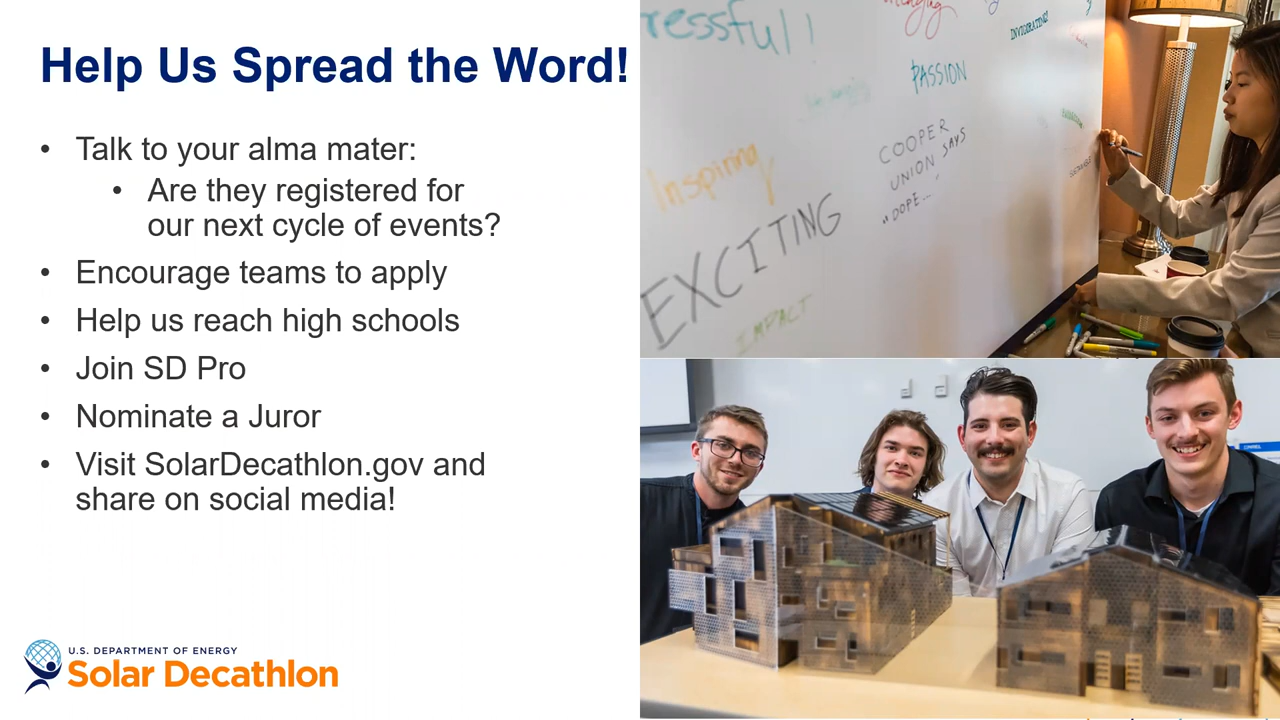 Help Us Spread the Word!
• Talk to your alma mater:
• Are they registered for
our next cycle of events?
• Encourage teams to apply
• Help us reach high schools
• Join SD Pro
• Nominate a Juror
• Visit SolarDecathlon.gov and
share on social media!
U.S. DEPARTMENT OF ENERGY
Solar Decathlon
ressful!
INVIGORATING!
PASSION
Inspiring
COOPER
UNION SAYS
"DOPE..."
EXCITING
IMPACT